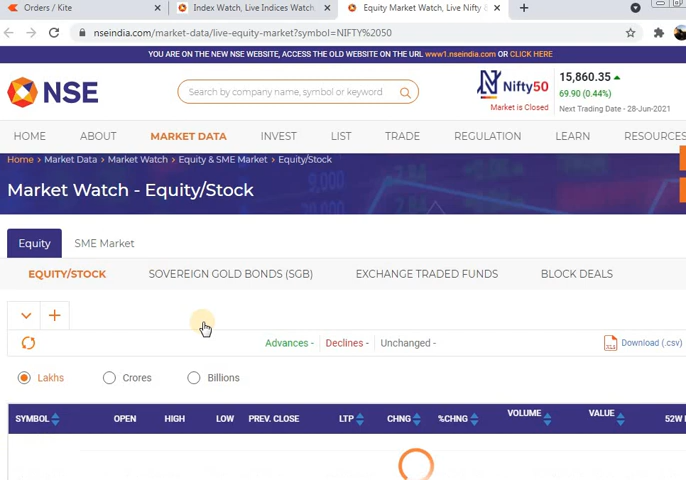 Orders / Kite
Index Watch, Live Indices Watch
Equity Market Watch, Live Nifty
nseindia.com/market-data/live-equity-market?symbol=NIFTY%2050
YOU ARE ON THE NEW NSE WEBSITE, ACCESS THE OLD WEBSITE ON THE URL www1.nseindia.com OR CLICK HERE
NSE
Search by company name, symbol or keyword
Nifty50
Market is Closed
15,860.35
69.90 (0.44%)
Next Trading Date - 28-Jun-2021
HOME ABOUT MARKET DATA INVEST LIST TRADE REGULATION LEARN RESOURCES
Home > Market Data > Market Watch > Equity & SME Market > Equity/Stock
Market Watch - Equity/Stock
Equity SME Market
EQUITY/STOCK SOVEREIGN GOLD BONDS (SGB) EXCHANGE TRADED FUNDS BLOCK DEALS
Advances - Declines - Unchanged - Download (.csv)
Lakhs Crores Billions
SYMBOL OPEN HIGH LOW PREV. CLOSE LTP CHNG %CHNG VOLUME VALUE 52W